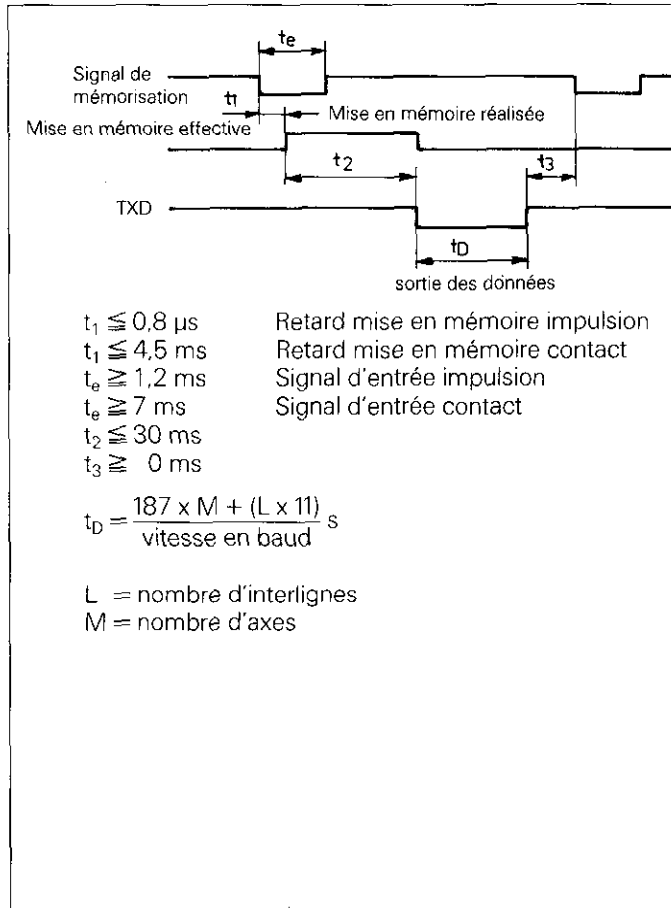 te
Signal de
mémorisation
t1
Mise en mémoire réalisée
Mise en mémoire effective
t2
t3
TXD
tD
sortie des données
t₁ ≦ 0,8 µs Retard mise en mémoire impulsion
t₁ ≦ 4,5 ms Retard mise en mémoire contact
tₑ ≧ 1,2 ms Signal d'entrée impulsion
tₑ ≧ 7 ms Signal d'entrée contact
t₂ ≦ 30 ms
t₃ ≧ 0 ms
t_D = (187 x M + (L x 11)) / vitesse en baud s
L = nombre d'interlignes
M = nombre d'axes